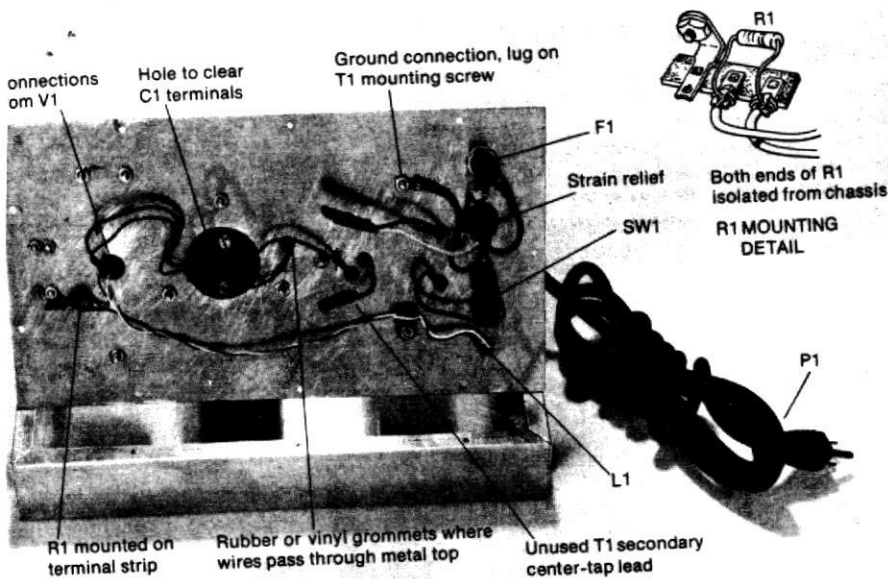 onnections
om V1
Hole to clear
C1 terminals
Ground connection, lug on
T1 mounting screw
R1
F1
Strain relief
SW1
Both ends of R1
isolated from chassis
R1 MOUNTING
DETAIL
P1
L1
R1 mounted on
terminal strip
Rubber or vinyl grommets where
wires pass through metal top
Unused T1 secondary
center-tap lead